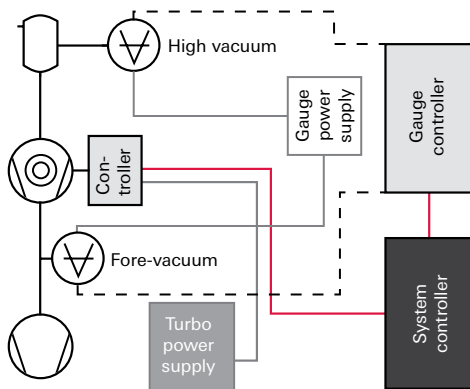 High vacuum
Gauge
power
supply
Gauge
controller
Con-
troller
Fore-vacuum
Turbo
power
supply
System
controller